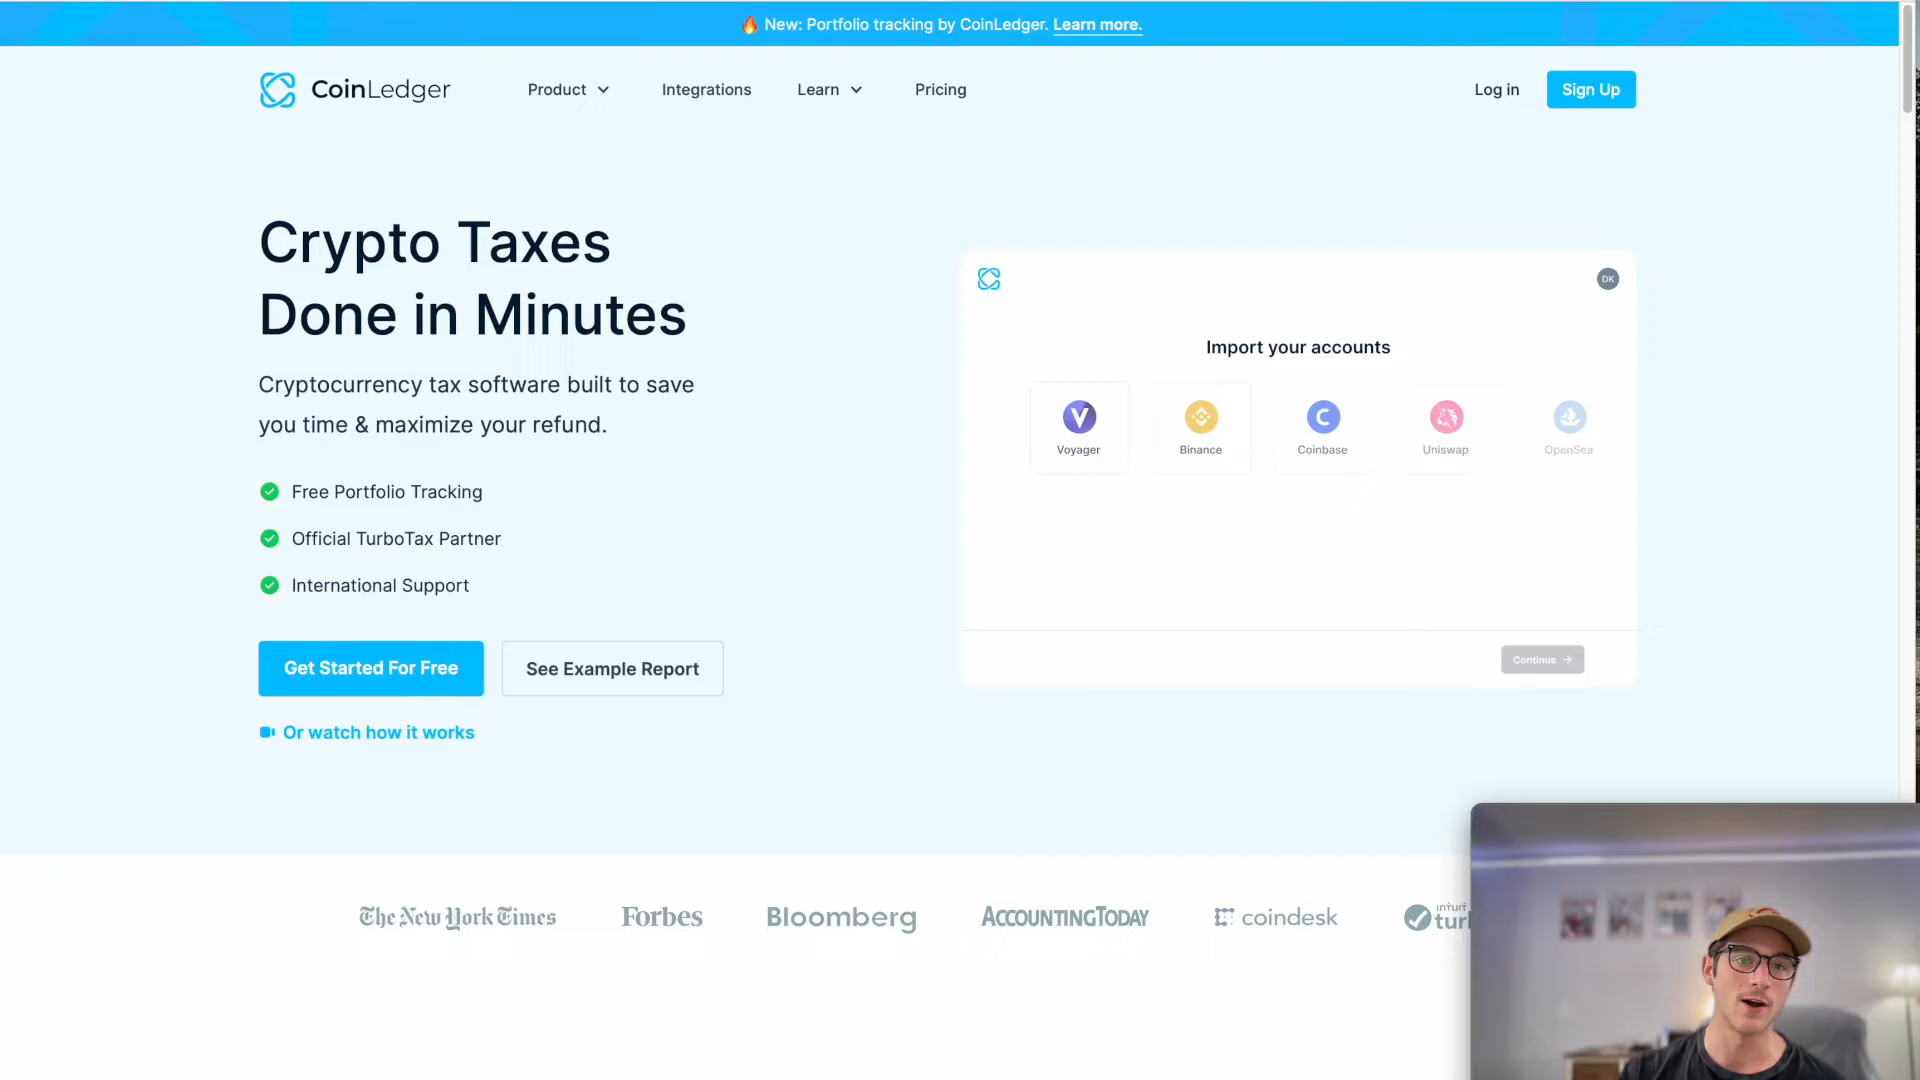 🔥 New: Portfolio tracking by CoinLedger. Learn more.
CoinLedger
Product
Integrations
Learn
Pricing
Log in
Sign Up
Crypto Taxes
Done in Minutes
Cryptocurrency tax software built to save
you time & maximize your refund.
Free Portfolio Tracking
Official TurboTax Partner
International Support
Get Started For Free
See Example Report
Or watch how it works
DK
Import your accounts
Voyager
Binance
Coinbase
Uniswap
OpenSea
Continue →
The New York Times
Forbes
Bloomberg
ACCOUNTINGTODAY
coindesk
intuit